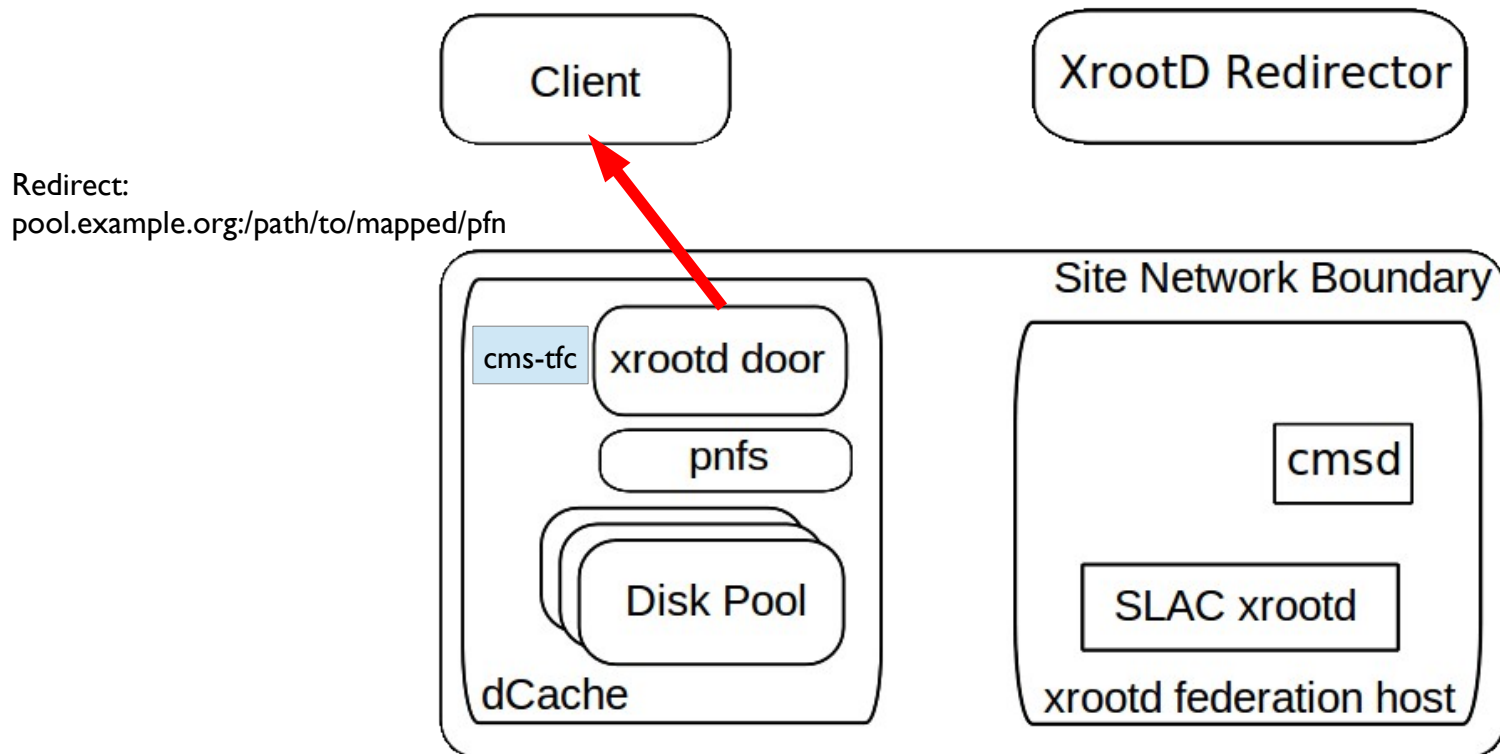 Client
XrootD Redirector
Redirect:
pool.example.org:/path/to/mapped/pfn
Site Network Boundary
cms-tfc
xrootd door
pnfs
cmsd
Disk Pool
SLAC xrootd
dCache
xrootd federation host